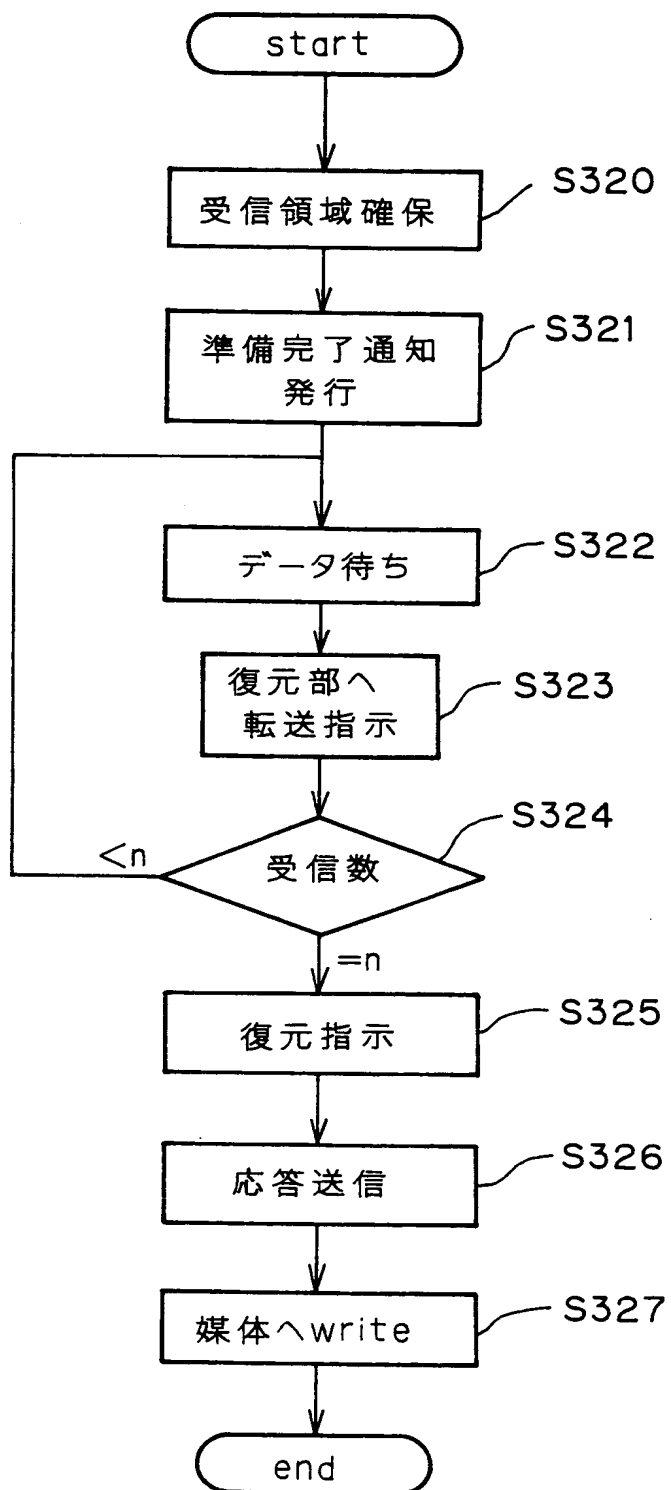 start
受信領域確保
S320
準備完了通知
発行
S321
データ待ち
S322
復元部へ
転送指示
S323
受信数
S324
<n
=n
復元指示
S325
応答送信
S326
媒体へwrite
S327
end